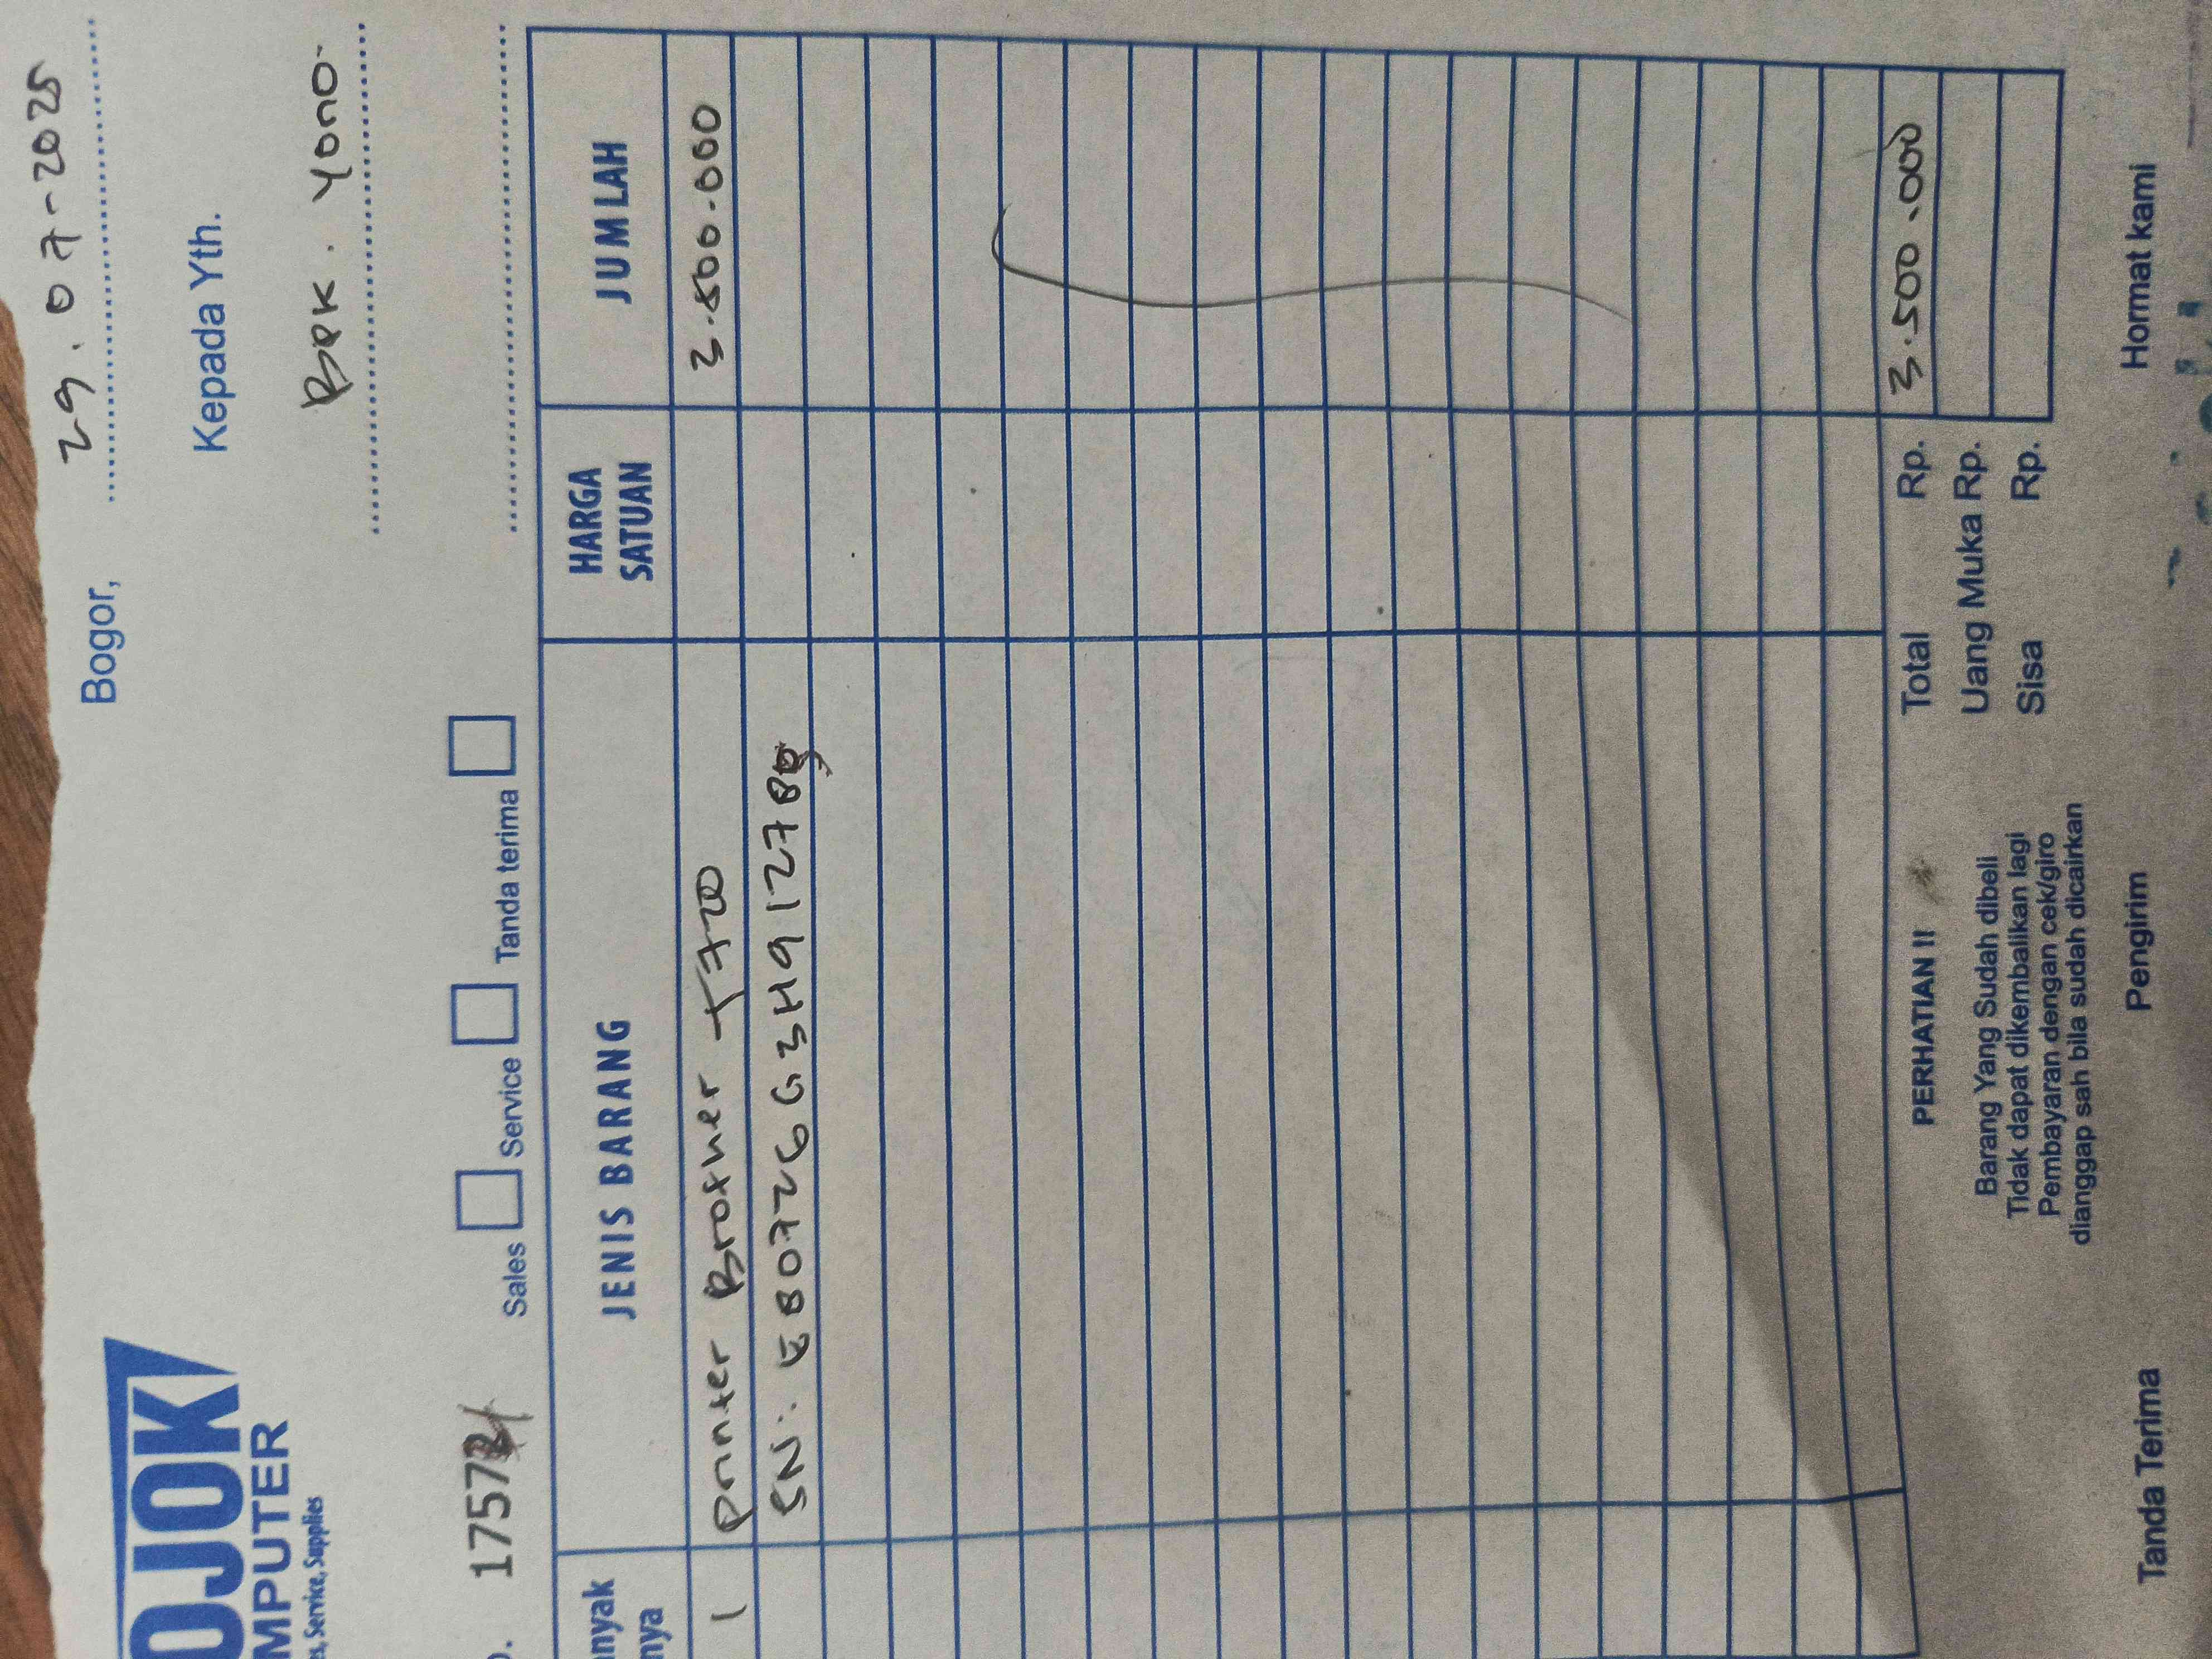 OJOK
MPUTER
es, Service, Supplies
Bogor, 29.07-2025
Kepada Yth.
Bpk. Yono
Sales Service Tanda terima
anyak
nya
JENIS BARANG
HARGA
SATUAN
JUMLAH
1 Printer Brother T720 3.500.000
SN: E80726G3H912789
Total Rp. 3.500.000
Uang Muka Rp.
Sisa Rp.
PERHATIAN !!
Barang Yang Sudah dibeli
Tidak dapat dikembalikan lagi
Pembayaran dengan cek/giro
dianggap sah bila sudah dicairkan
Tanda Terima Pengirim Hormat kami